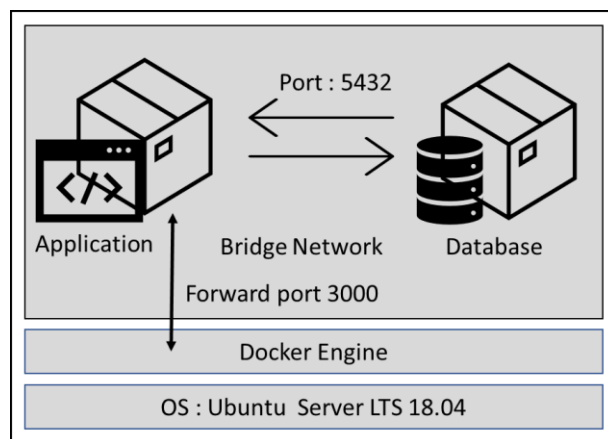 Port : 5432
</>
Application
Bridge Network
Database
Forward port 3000
Docker Engine
OS : Ubuntu Server LTS 18.04